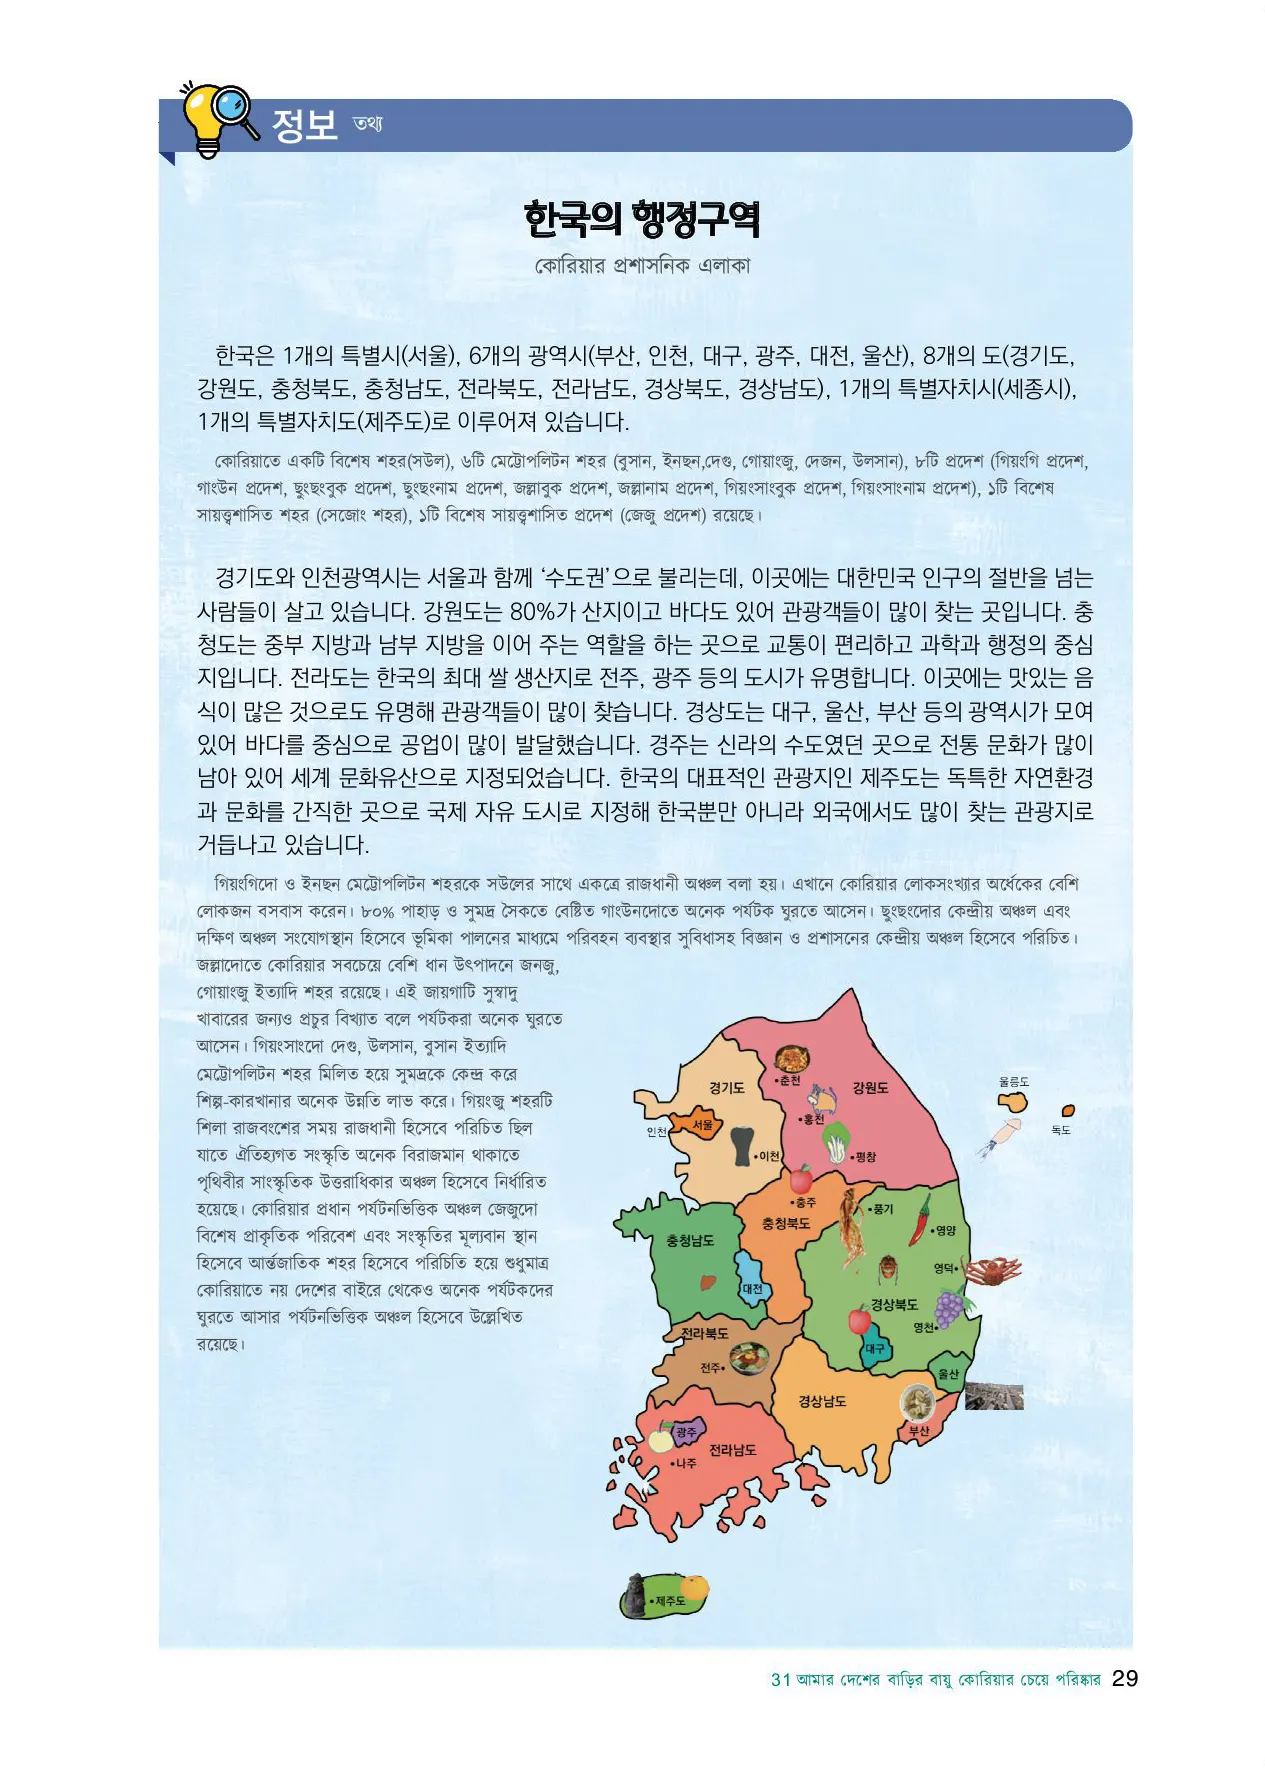 정보 তথ্য
한국의 행정구역
কোরিয়ার প্রশাসনিক এলাকা
한국은 1개의 특별시(서울), 6개의 광역시(부산, 인천, 대구, 광주, 대전, 울산), 8개의 도(경기도,
강원도, 충청북도, 충청남도, 전라북도, 전라남도, 경상북도, 경상남도), 1개의 특별자치시(세종시),
1개의 특별자치도(제주도)로 이루어져 있습니다.
কোরিয়াতে একটি বিশেষ শহর(সউল), ৬টি মেট্রোপলিটন শহর (বুসান, ইনছন,দেগু, গোয়াংজু, দেজন, উলসান), ৮টি প্রদেশ (গিয়ংগি প্রদেশ,
গাংউন প্রদেশ, ছুংছংবুক প্রদেশ, ছুংছংনাম প্রদেশ, জল্লাবুক প্রদেশ, জল্লানাম প্রদেশ, গিয়ংসাংবুক প্রদেশ, গিয়ংসাংনাম প্রদেশ), ১টি বিশেষ
সায়ত্ত্বশাসিত শহর (সেজোং শহর), ১টি বিশেষ সায়ত্ত্বশাসিত প্রদেশ (জেজু প্রদেশ) রয়েছে।
경기도와 인천광역시는 서울과 함께 ‘수도권’으로 불리는데, 이곳에는 대한민국 인구의 절반을 넘는
사람들이 살고 있습니다. 강원도는 80%가 산지이고 바다도 있어 관광객들이 많이 찾는 곳입니다. 충
청도는 중부 지방과 남부 지방을 이어 주는 역할을 하는 곳으로 교통이 편리하고 과학과 행정의 중심
지입니다. 전라도는 한국의 최대 쌀 생산지로 전주, 광주 등의 도시가 유명합니다. 이곳에는 맛있는 음
식이 많은 것으로도 유명해 관광객들이 많이 찾습니다. 경상도는 대구, 울산, 부산 등의 광역시가 모여
있어 바다를 중심으로 공업이 많이 발달했습니다. 경주는 신라의 수도였던 곳으로 전통 문화가 많이
남아 있어 세계 문화유산으로 지정되었습니다. 한국의 대표적인 관광지인 제주도는 독특한 자연환경
과 문화를 간직한 곳으로 국제 자유 도시로 지정해 한국뿐만 아니라 외국에서도 많이 찾는 관광지로
거듭나고 있습니다.
গিয়ংগিদো ও ইনছন মেট্রোপলিটন শহরকে সউলের সাথে একত্রে রাজধানী অঞ্চল বলা হয়। এখানে কোরিয়ার লোকসংখ্যার অর্ধেকের বেশি
লোকজন বসবাস করেন। ৮০% পাহাড় ও সুমদ্র সৈকতে বেষ্টিত গাংউনদোতে অনেক পর্যটক ঘুরতে আসেন। ছুংছংদোর কেন্দ্রীয় অঞ্চল এবং
দক্ষিণ অঞ্চল সংযোগস্থান হিসেবে ভূমিকা পালনের মাধ্যমে পরিবহন ব্যবস্থার সুবিধাসহ বিজ্ঞান ও প্রশাসনের কেন্দ্রীয় অঞ্চল হিসেবে পরিচিত।
জল্লাদোতে কোরিয়ার সবচেয়ে বেশি ধান উৎপাদনে জনজু,
গোয়াংজু ইত্যাদি শহর রয়েছে। এই জায়গাটি সুস্বাদু
খাবারের জন্যও প্রচুর বিখ্যাত বলে পর্যটকরা অনেক ঘুরতে
আসেন। গিয়ংসাংদো দেগু, উলসান, বুসান ইত্যাদি
মেট্রোপলিটন শহর মিলিত হয়ে সুমদ্রকে কেন্দ্র করে
শিল্প-কারখানার অনেক উন্নতি লাভ করে। গিয়ংজু শহরটি
শিলা রাজবংশের সময় রাজধানী হিসেবে পরিচিত ছিল
যাতে ঐতিহ্যগত সংস্কৃতি অনেক বিরাজমান থাকাতে
পৃথিবীর সাংস্কৃতিক উত্তরাধিকার অঞ্চল হিসেবে নির্ধারিত
হয়েছে। কোরিয়ার প্রধান পর্যটনভিত্তিক অঞ্চল জেজুদো
বিশেষ প্রাকৃতিক পরিবেশ এবং সংস্কৃতির মূল্যবান স্থান
হিসেবে আর্ন্তজাতিক শহর হিসেবে পরিচিতি হয়ে শুধুমাত্র
কোরিয়াতে নয় দেশের বাইরে থেকেও অনেক পর্যটকদের
ঘুরতে আসার পর্যটনভিত্তিক অঞ্চল হিসেবে উল্লেখিত
রয়েছে।
울릉도
독도
경기도
•춘천
강원도
인천
서울
•홍천
•이천
•평창
•충주
충청북도
•풍기
•영양
충청남도
영덕•
대전
경상북도
영천•
전라북도
대구
전주•
울산
경상남도
광주
부산
전라남도
•나주
•제주도
31 আমার দেশের বাড়ির বায়ু কোরিয়ার চেয়ে পরিষ্কার 29